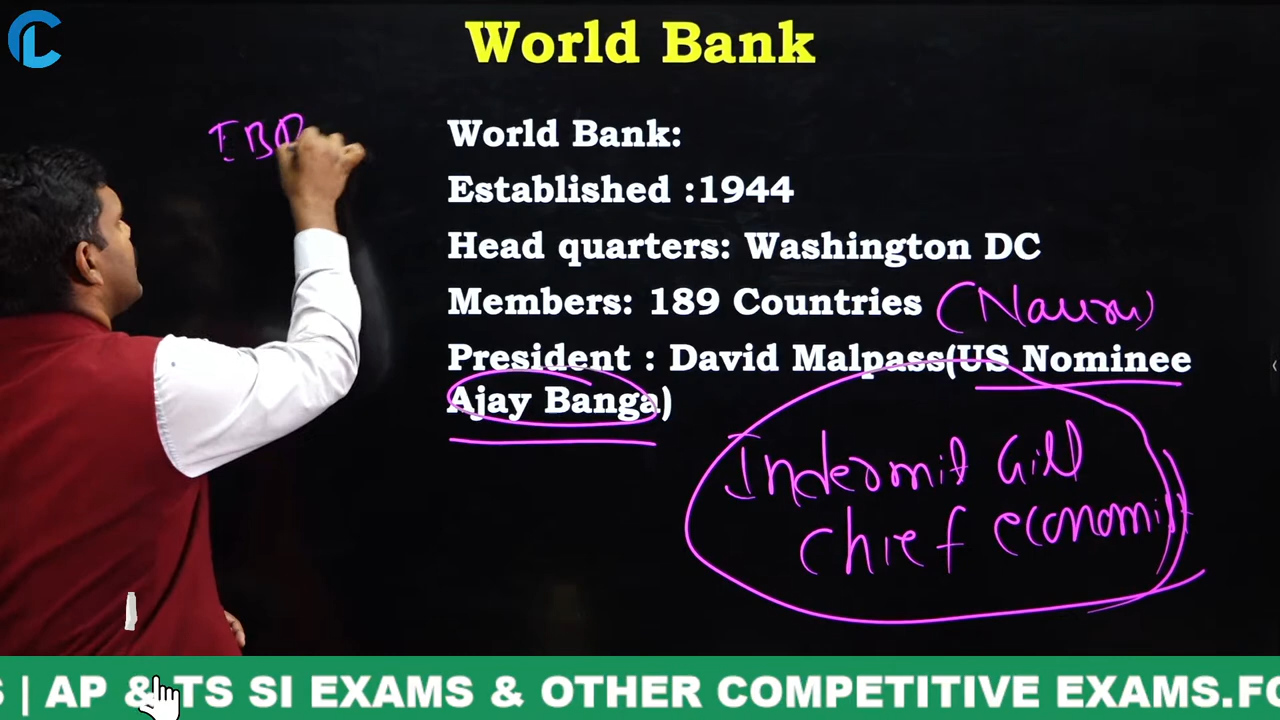 World Bank
IBR
World Bank:
Established :1944
Head quarters: Washington DC
Members: 189 Countries (Nauru)
President : David Malpass(US Nominee
Ajay Banga)
Indermit Gill
chief economist
S | AP & TS SI EXAMS & OTHER COMPETITIVE EXAMS.FO